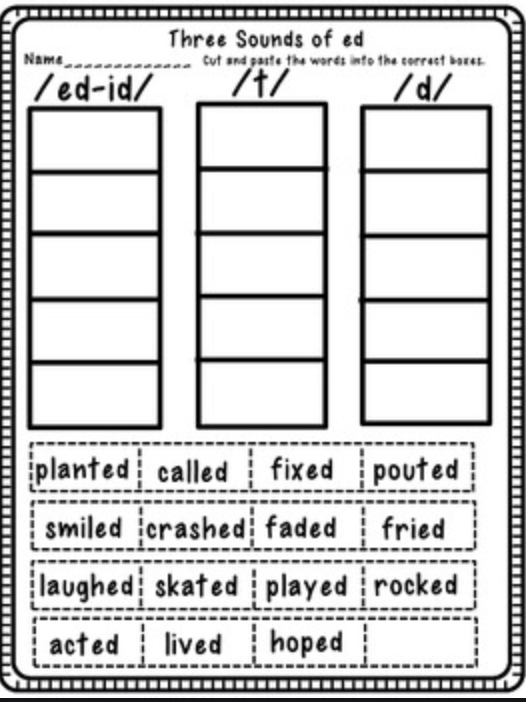 Three Sounds of ed
Name_____________ Cut and paste the words into the correct boxes.
/ed-id/ /t/ /d/
planted called fixed pouted
smiled crashed faded fried
laughed skated played rocked
acted lived hoped